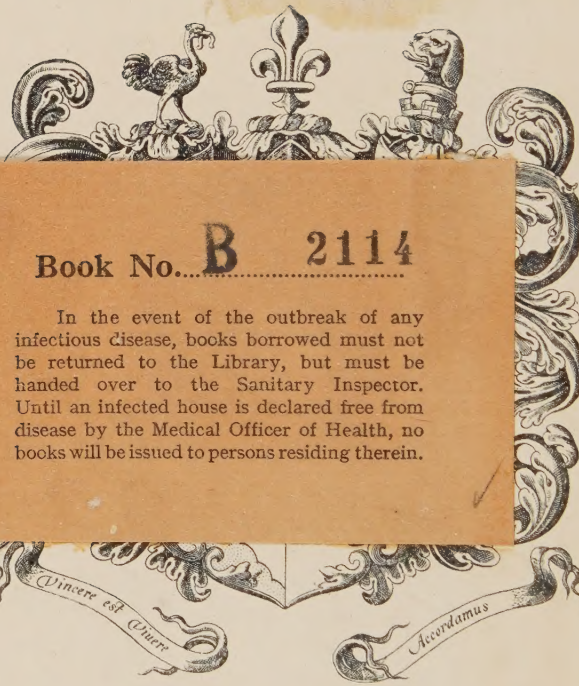 Book No. B 2114
In the event of the outbreak of any
infectious disease, books borrowed must not
be returned to the Library, but must be
handed over to the Sanitary Inspector.
Until an infected house is declared free from
disease by the Medical Officer of Health, no
books will be issued to persons residing therein.
Vincere est Vivere
Accordamus